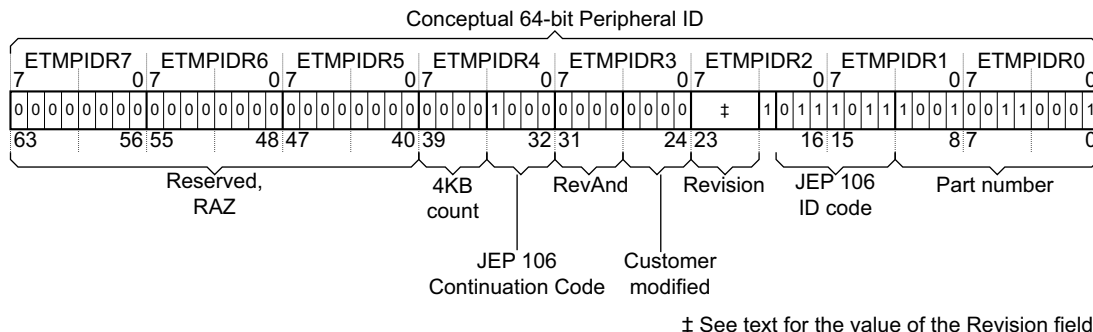 Conceptual 64-bit Peripheral ID
ETMPIDR7 ETMPIDR6 ETMPIDR5 ETMPIDR4 ETMPIDR3 ETMPIDR2 ETMPIDR1 ETMPIDR0
7 0 7 0 7 0 7 0 7 0 7 0 7 0 7 0
0 0 0 0 0 0 0 0 0 0 0 0 0 0 0 0 0 0 0 0 0 0 0 0 0 0 0 0 1 0 0 0 0 0 0 0 0 0 0 0 ‡ 1 0 1 1 1 0 1 1 1 0 0 1 0 0 1 1 0 0 0 1
63 56 55 48 47 40 39 32 31 24 23 16 15 8 7 0
Reserved, RAZ
4KB count
RevAnd
Revision
JEP 106 ID code
Part number
JEP 106 Continuation Code
Customer modified
‡ See text for the value of the Revision field